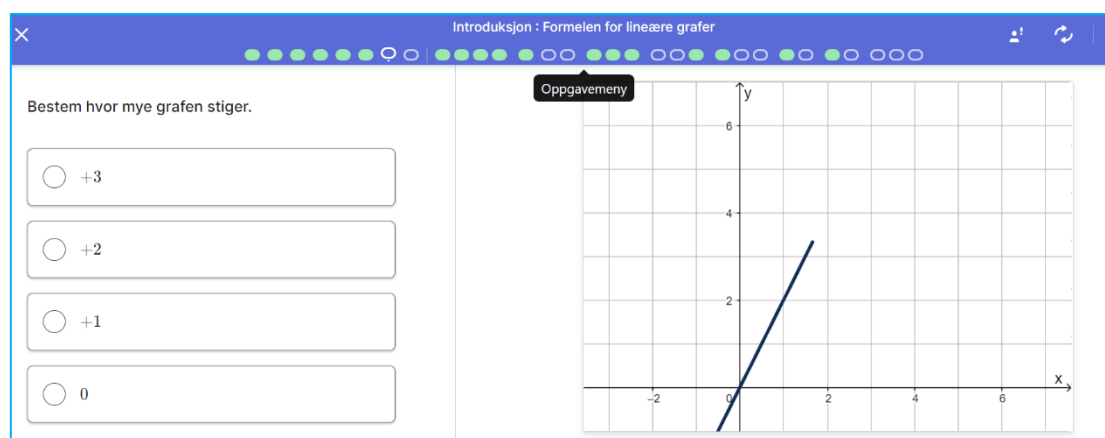 Introduksjon : Formelen for lineære grafer
Oppgavemeny
Bestem hvor mye grafen stiger.
+3
+2
+1
0
y
6
4
2
-2
0
2
4
6
x